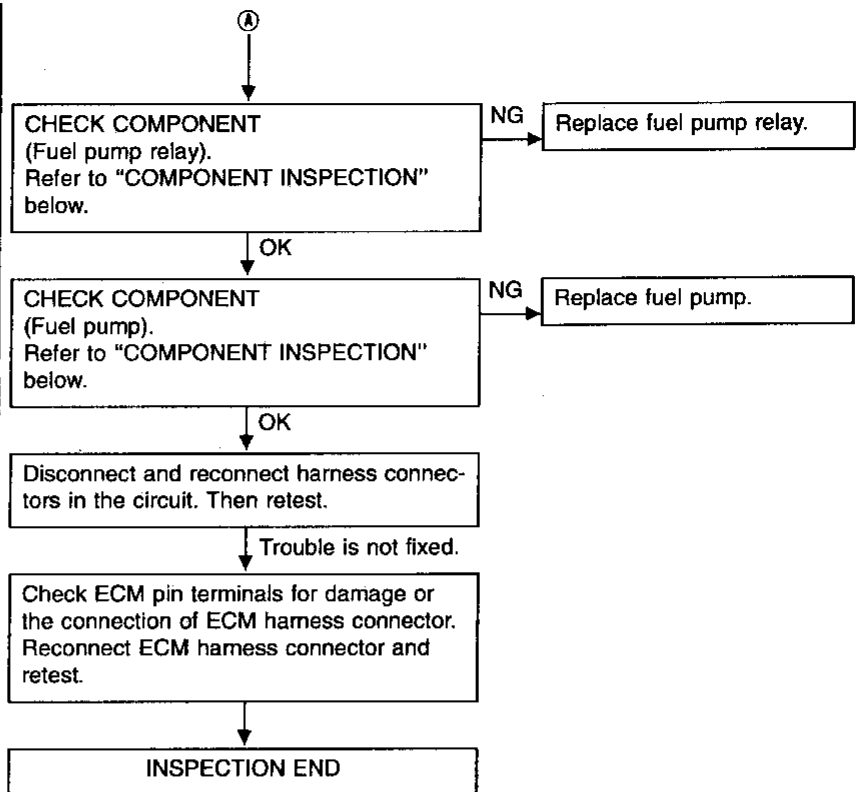 Ⓐ
CHECK COMPONENT
(Fuel pump relay).
Refer to “COMPONENT INSPECTION”
below.
NG
Replace fuel pump relay.
OK
CHECK COMPONENT
(Fuel pump).
Refer to “COMPONENT INSPECTION”
below.
NG
Replace fuel pump.
OK
Disconnect and reconnect harness connec-
tors in the circuit. Then retest.
Trouble is not fixed.
Check ECM pin terminals for damage or
the connection of ECM harness connector.
Reconnect ECM harness connector and
retest.
INSPECTION END